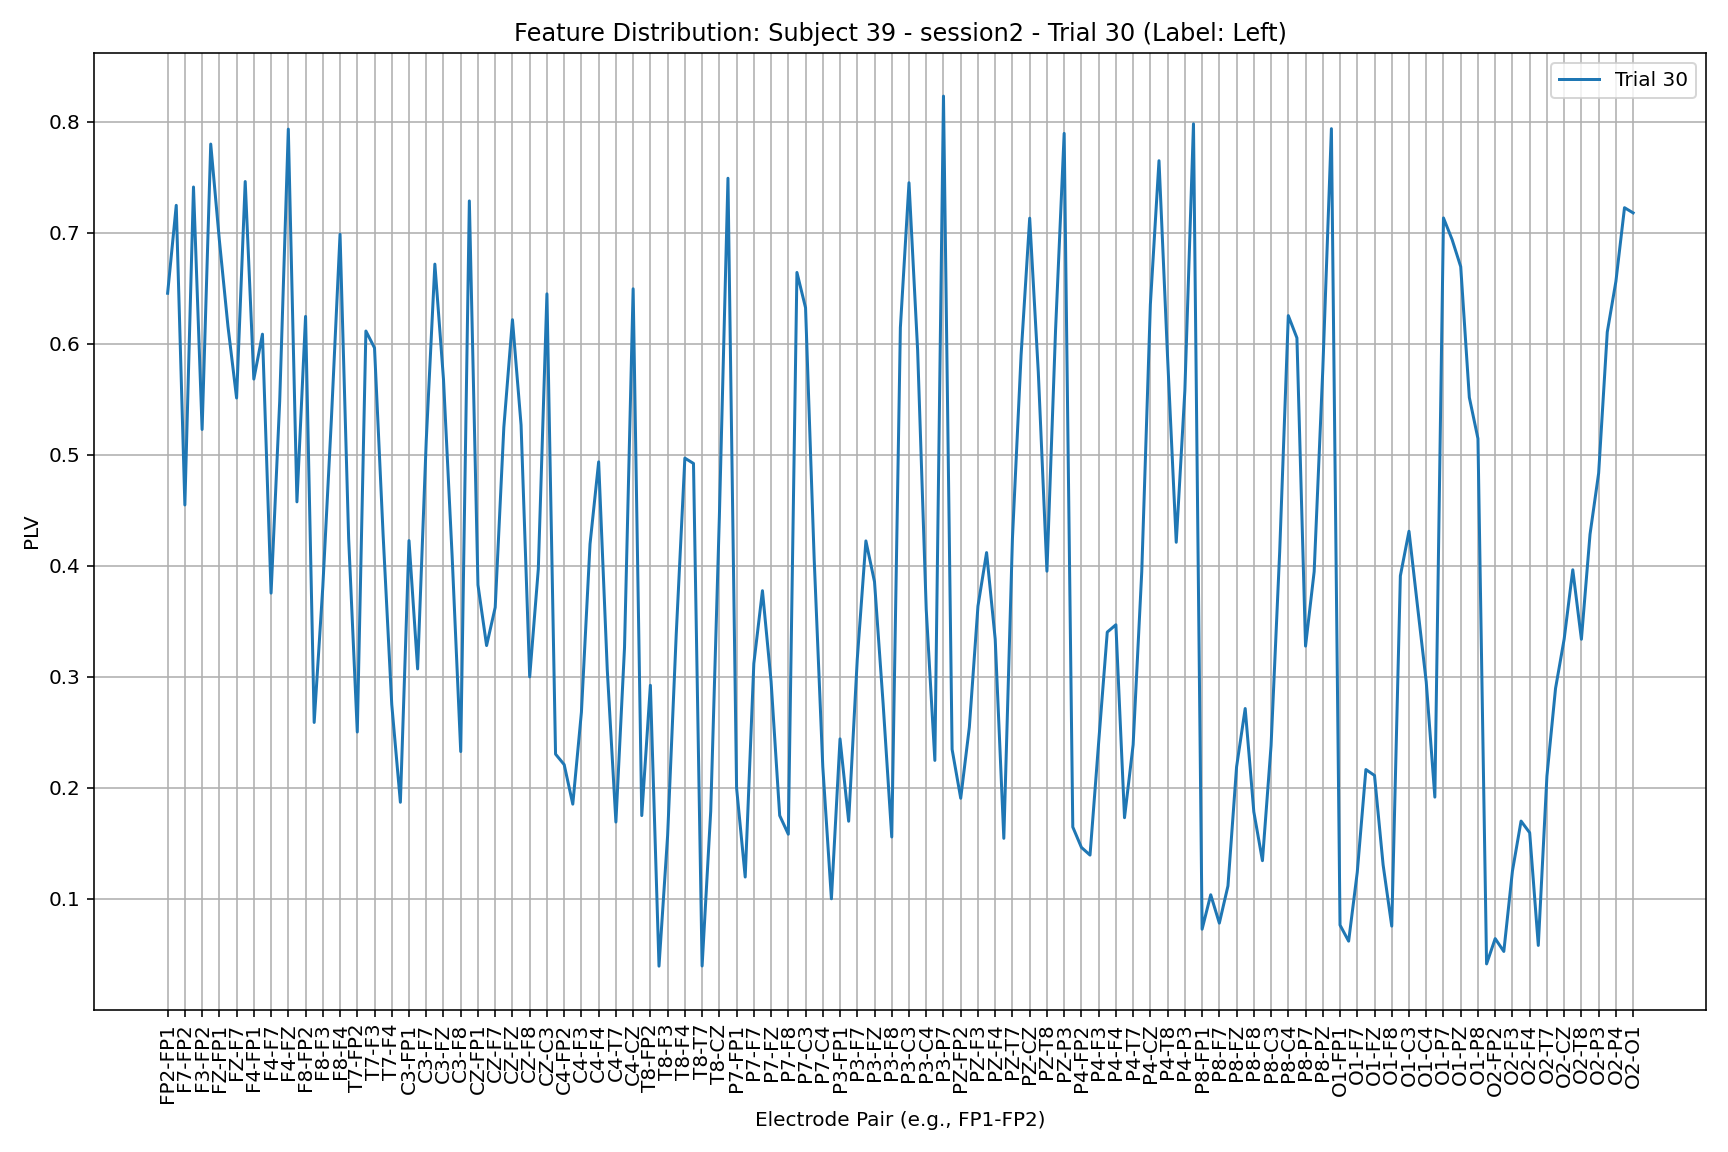 Feature Distribution: Subject 39 - session2 - Trial 30 (Label: Left)
Trial 30
PLV
0.8
0.7
0.6
0.5
0.4
0.3
0.2
0.1
FP2-FP1
F7-FP2
F3-FP2
FZ-FP1
FZ-F7
F4-FP1
F4-F7
F4-FZ
F8-FP2
F8-F3
F8-F4
T7-FP2
T7-F3
T7-F4
C3-FP1
C3-F7
C3-FZ
C3-F8
CZ-FP1
CZ-F7
CZ-FZ
CZ-F8
CZ-C3
C4-FP2
C4-F3
C4-F4
C4-T7
C4-CZ
T8-FP2
T8-F3
T8-F4
T8-T7
T8-CZ
P7-FP1
P7-F7
P7-FZ
P7-F8
P7-C3
P7-C4
P3-FP1
P3-F7
P3-FZ
P3-F8
P3-C3
P3-C4
P3-P7
PZ-FP2
PZ-F3
PZ-F4
PZ-T7
PZ-CZ
PZ-T8
PZ-P3
P4-FP2
P4-F3
P4-F4
P4-T7
P4-CZ
P4-T8
P4-P3
P8-FP1
P8-F7
P8-FZ
P8-F8
P8-C3
P8-C4
P8-P7
P8-PZ
O1-FP1
O1-F7
O1-FZ
O1-F8
O1-C3
O1-C4
O1-P7
O1-PZ
O1-P8
O2-FP2
O2-F3
O2-F4
O2-T7
O2-CZ
O2-T8
O2-P3
O2-P4
O2-O1
Electrode Pair (e.g., FP1-FP2)